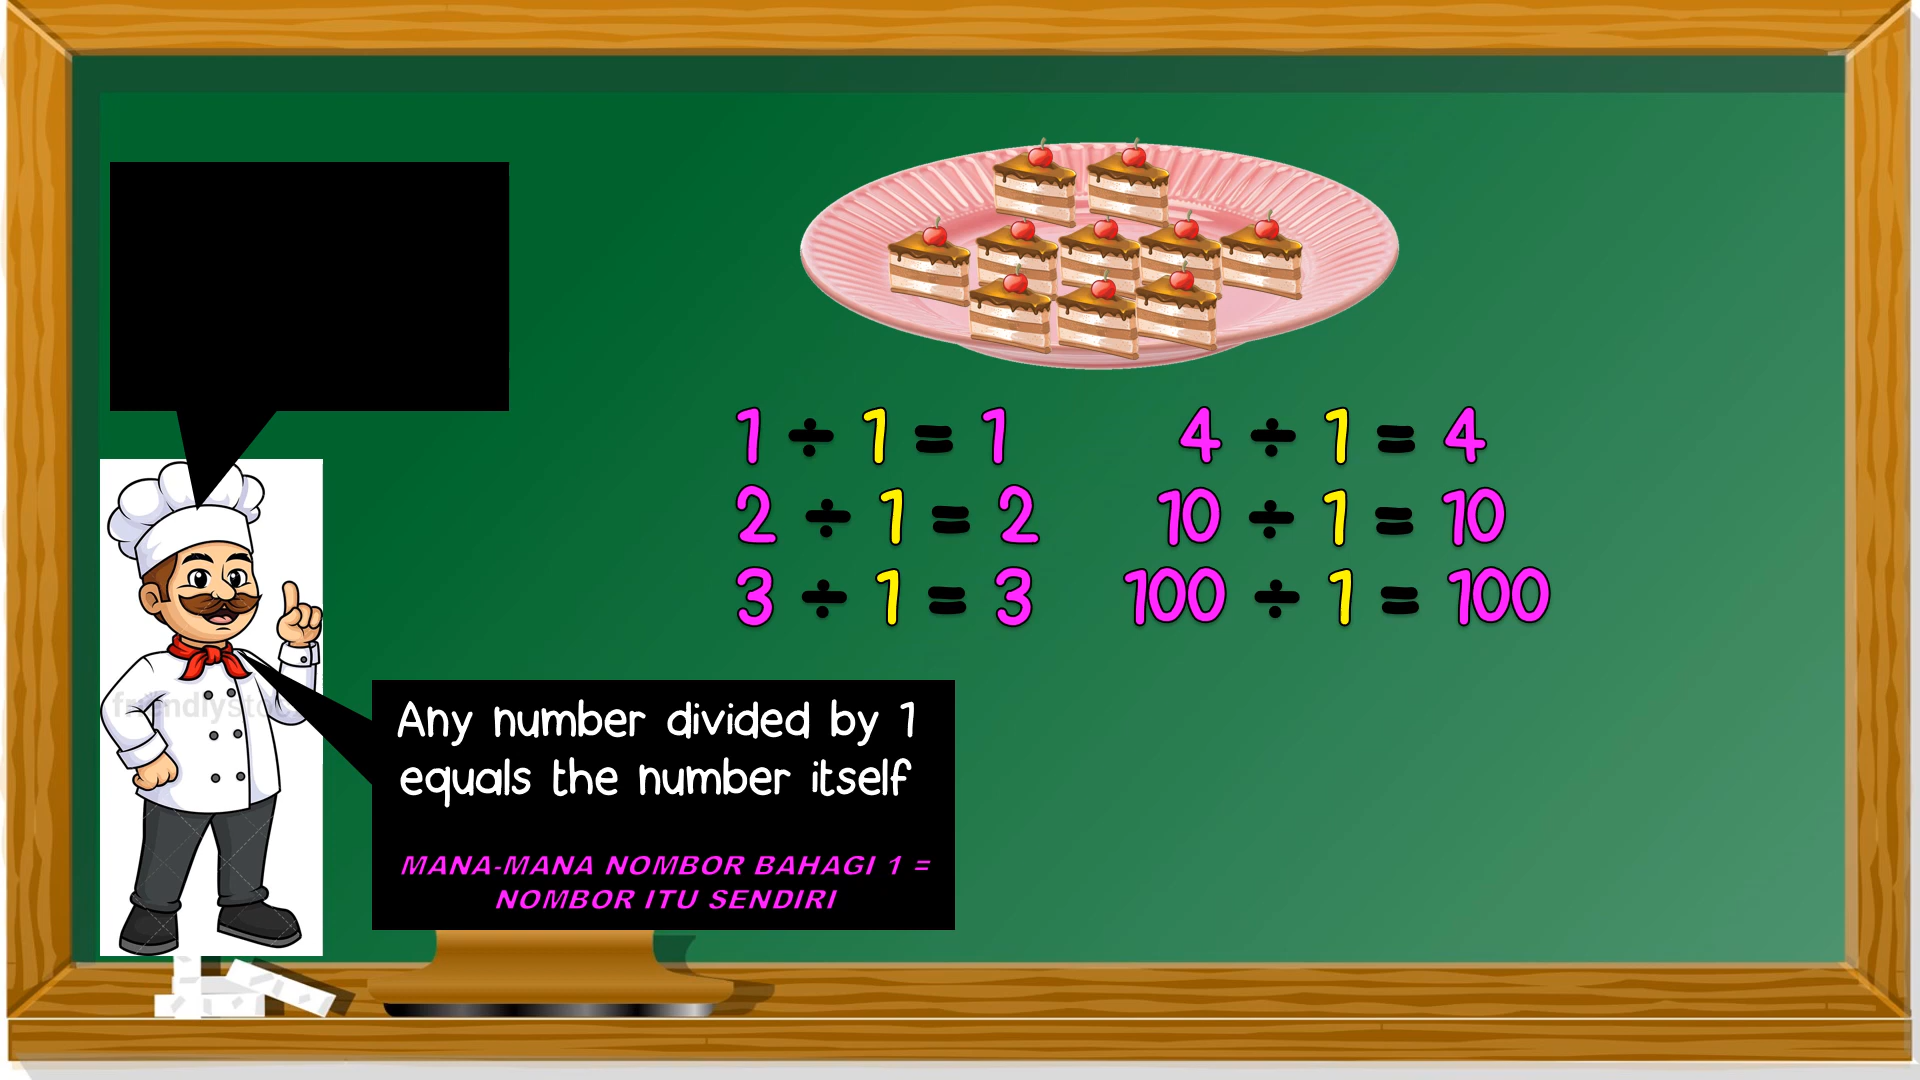 1 ÷ 1 = 1
2 ÷ 1 = 2
3 ÷ 1 = 3
4 ÷ 1 = 4
10 ÷ 1 = 10
100 ÷ 1 = 100
Any number divided by 1
equals the number itself
MANA-MANA NOMBOR BAHAGI 1 =
NOMBOR ITU SENDIRI